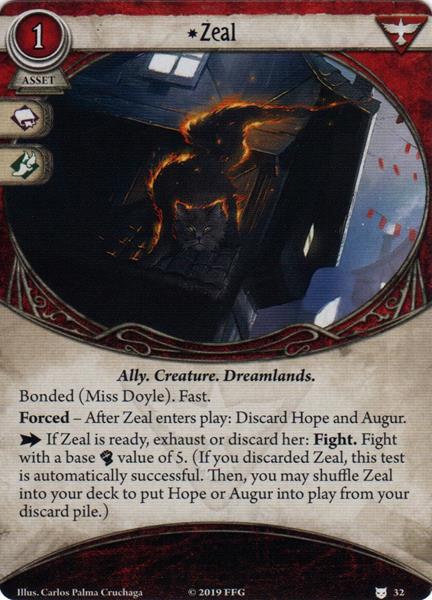 1
Zeal
ASSET
Ally. Creature. Dreamlands.
Bonded (Miss Doyle). Fast.
Forced – After Zeal enters play: Discard Hope and Augur.
If Zeal is ready, exhaust or discard her: Fight. Fight
with a base value of 5. (If you discarded Zeal, this test
is automatically successful. Then, you may shuffle Zeal
into your deck to put Hope or Augur into play from your
discard pile.)
Illus. Carlos Palma Cruchaga © 2019 FFG 32